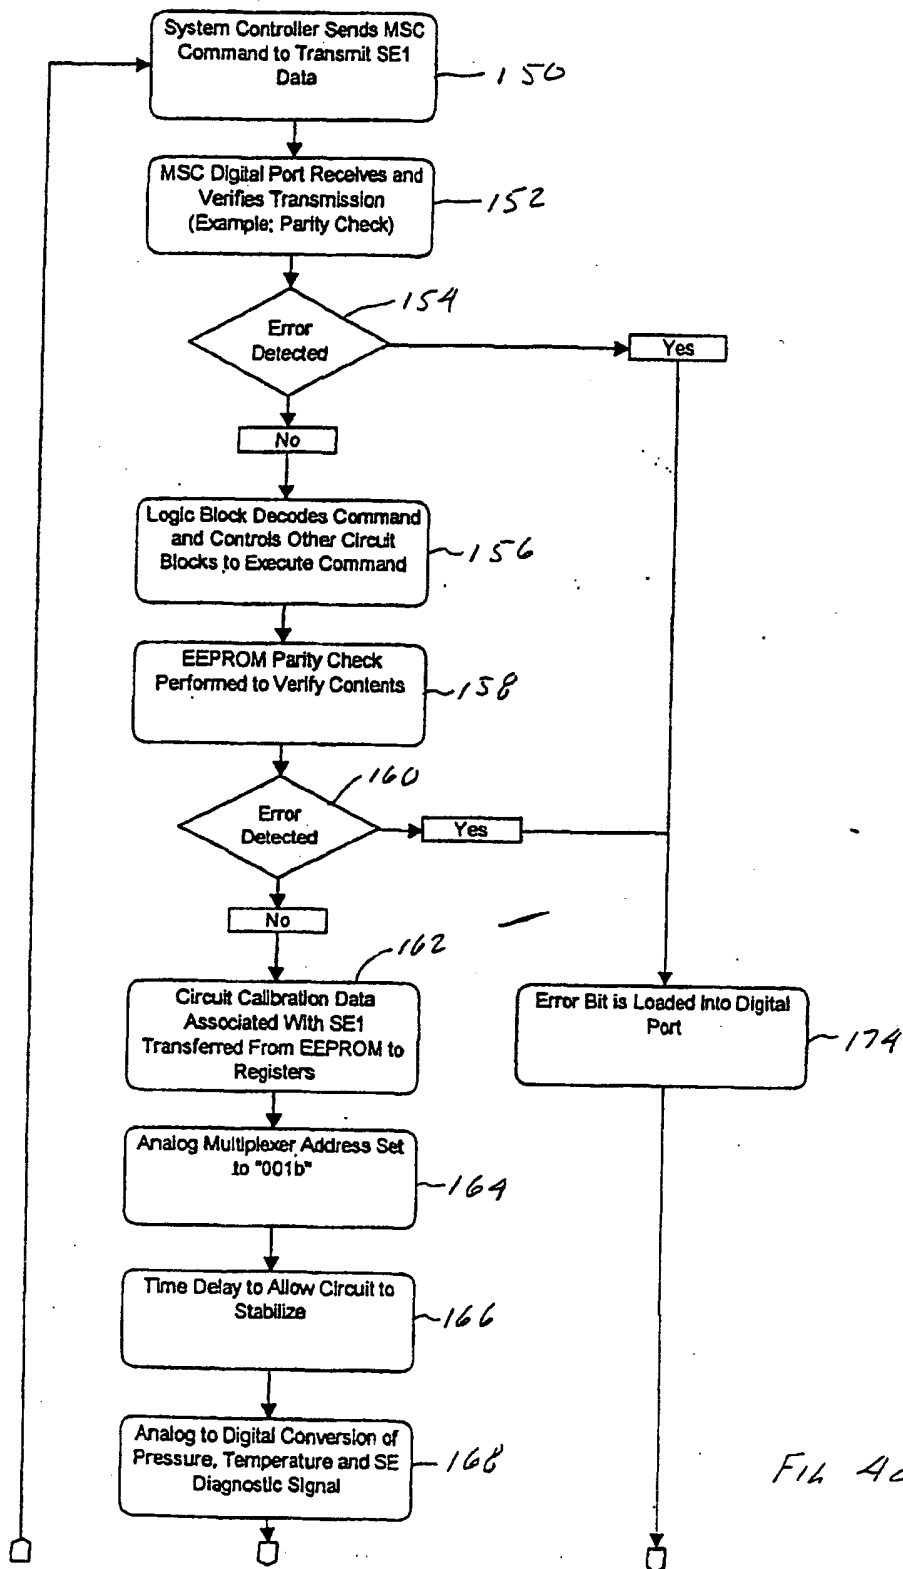 System Controller Sends MSC
Command to Transmit SE1
Data
150
MSC Digital Port Receives and
Verifies Transmission
(Example: Parity Check)
152
154
Error
Detected
Yes
No
Logic Block Decodes Command
and Controls Other Circuit
Blocks to Execute Command
156
EEPROM Parity Check
Performed to Verify Contents
158
160
Error
Detected
Yes
No
162
Circuit Calibration Data
Associated With SE1
Transferred From EEPROM to
Registers
Error Bit is Loaded Into Digital
Port
174
Analog Multiplexer Address Set
to "001b"
164
Time Delay to Allow Circuit to
Stabilize
166
Analog to Digital Conversion of
Pressure, Temperature and SE
Diagnostic Signal
168